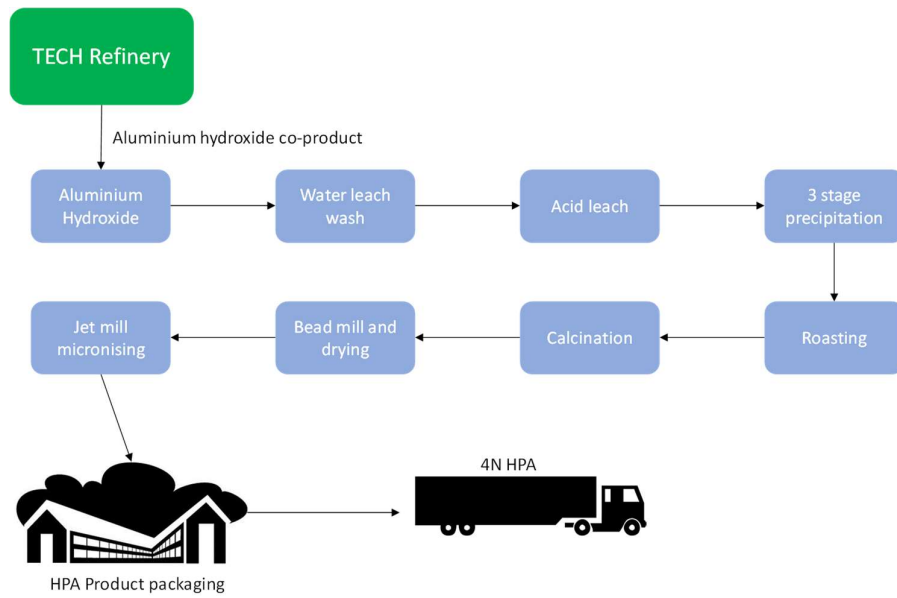 TECH Refinery
Aluminium hydroxide co-product
Aluminium
Hydroxide
Water leach
wash
Acid leach
3 stage
precipitation
Jet mill
micronising
Bead mill and
drying
Calcination
Roasting
4N HPA
HPA Product packaging